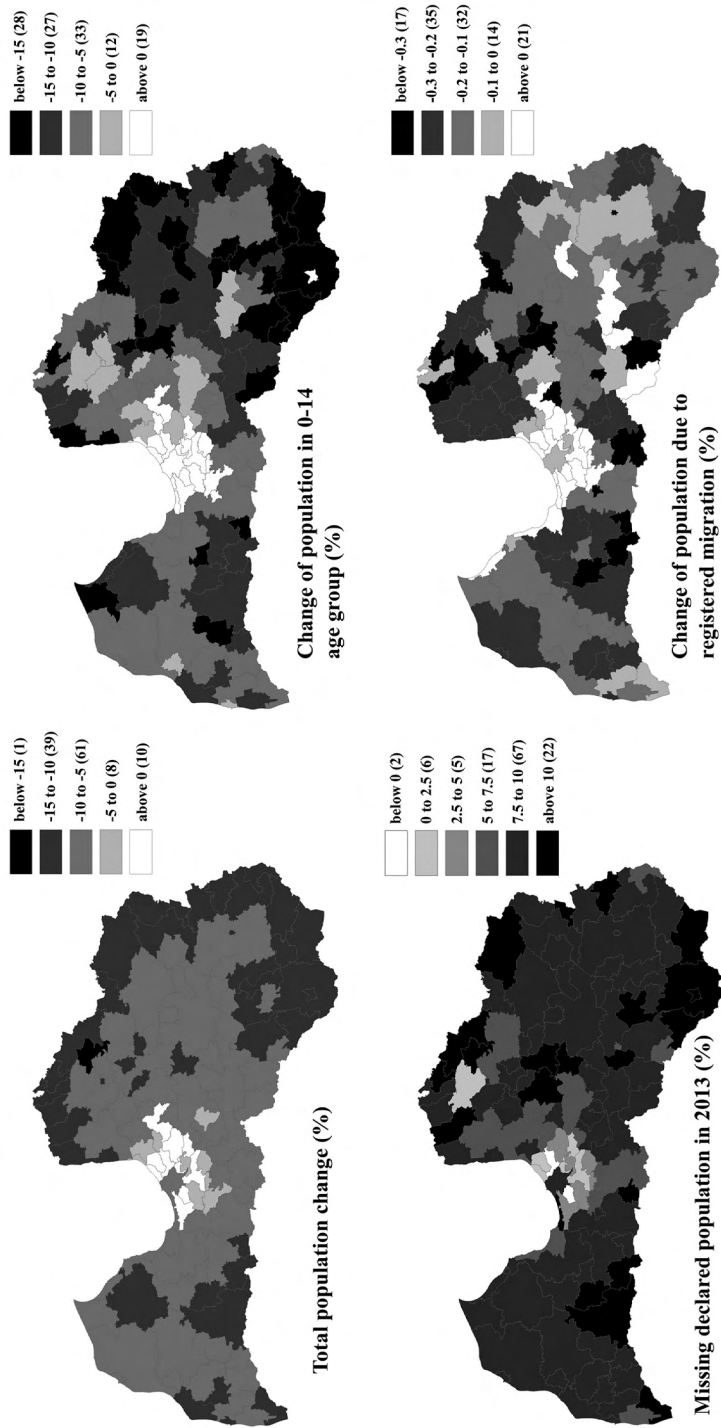 Total population change (%)
below -15 (1)
-15 to -10 (39)
-10 to -5 (61)
-5 to 0 (8)
above 0 (10)
Change of population in 0-14
age group (%)
below -15 (28)
-15 to -10 (27)
-10 to -5 (33)
-5 to 0 (12)
above 0 (19)
Missing declared population in 2013 (%)
below 0 (2)
0 to 2.5 (6)
2.5 to 5 (5)
5 to 7.5 (17)
7.5 to 10 (67)
above 10 (22)
Change of population due to
registered migration (%)
below -0.3 (17)
-0.3 to -0.2 (35)
-0.2 to -0.1 (32)
-0.1 to 0 (14)
above 0 (21)